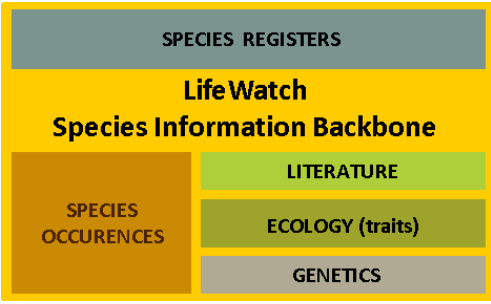 SPECIES REGISTERS
LifeWatch
Species Information Backbone
SPECIES
OCCURENCES
LITERATURE
ECOLOGY (traits)
GENETICS